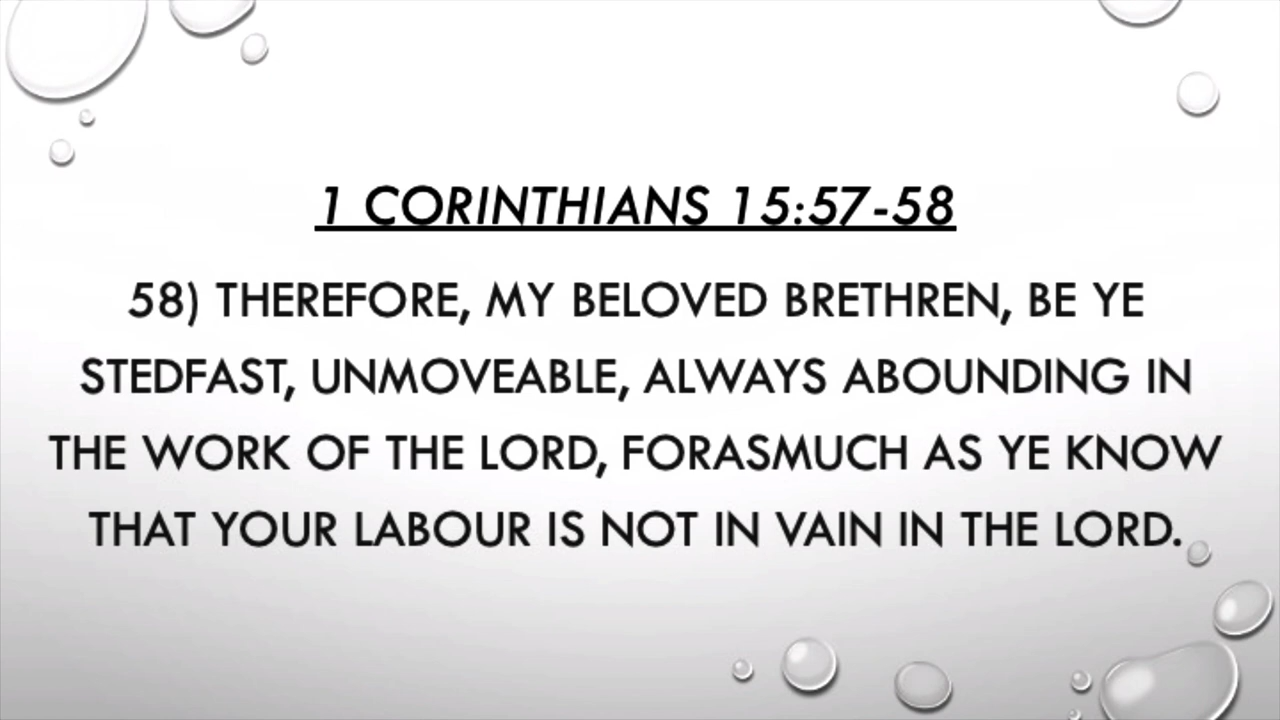 1 CORINTHIANS 15:57-58
58) THEREFORE, MY BELOVED BRETHREN, BE YE
STEDFAST, UNMOVEABLE, ALWAYS ABOUNDING IN
THE WORK OF THE LORD, FORASMUCH AS YE KNOW
THAT YOUR LABOUR IS NOT IN VAIN IN THE LORD.